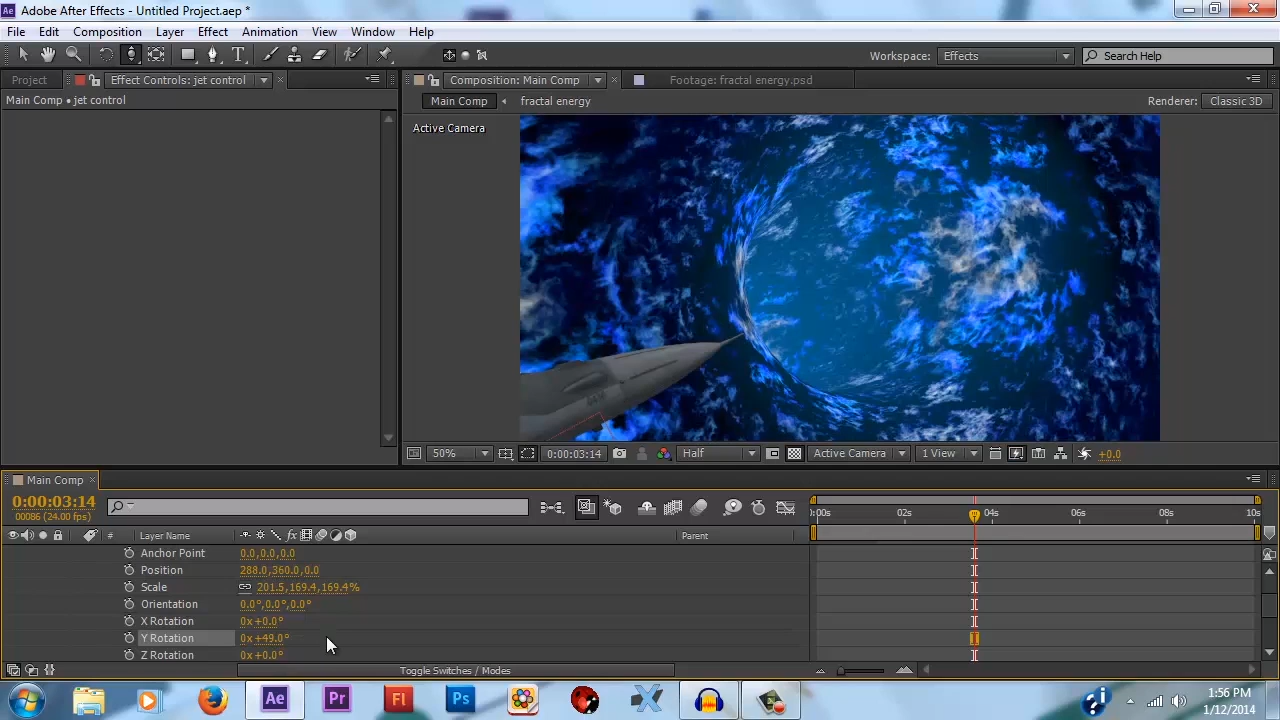 Ae Adobe After Effects - Untitled Project.aep *
File Edit Composition Layer Effect Animation View Window Help
Workspace: Effects Search Help
Project Effect Controls: jet control Composition: Main Comp Footage: fractal energy.psd
Main Comp • jet control Main Comp fractal energy Renderer: Classic 3D
Active Camera
50% 0:00:03:14 Half Active Camera 1 View +0.0
Main Comp
0:00:03:14
00086 (24.00 fps)
:00s 02s 04s 06s 08s 10s
# Layer Name fx Parent
Anchor Point 0.0,0.0,0.0
Position 288.0,360.0,0.0
Scale 201.5,169.4,169.4%
Orientation 0.0°,0.0°,0.0°
X Rotation 0x+0.0°
Y Rotation 0x+49.0°
Z Rotation 0x+0.0°
Toggle Switches / Modes
Ae Pr Fl Ps
1:56 PM
1/12/2014